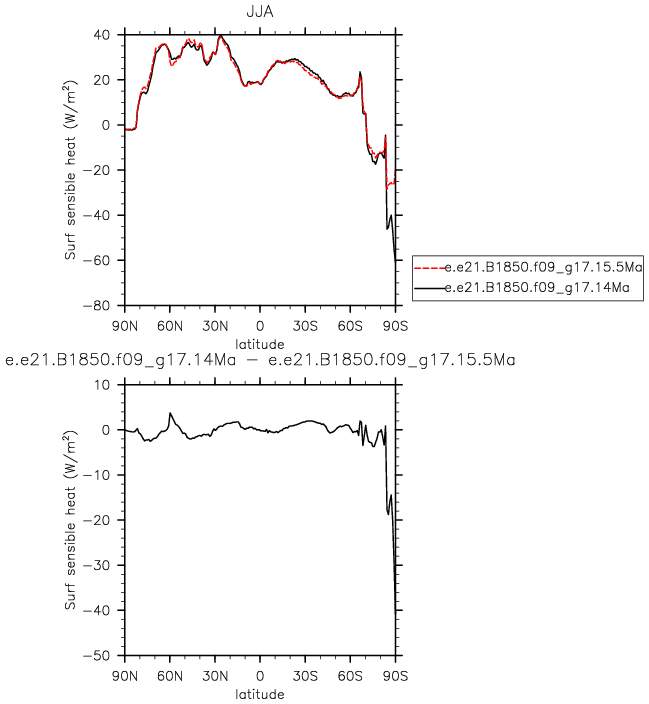 JJA
40
20
0
−20
−40
−60
−80
Surf sensible heat (W/m²)
90N 60N 30N 0 30S 60S 90S
latitude
e.e21.B1850.f09_g17.15.5Ma
e.e21.B1850.f09_g17.14Ma
e.e21.B1850.f09_g17.14Ma − e.e21.B1850.f09_g17.15.5Ma
10
0
−10
−20
−30
−40
−50
Surf sensible heat (W/m²)
90N 60N 30N 0 30S 60S 90S
latitude